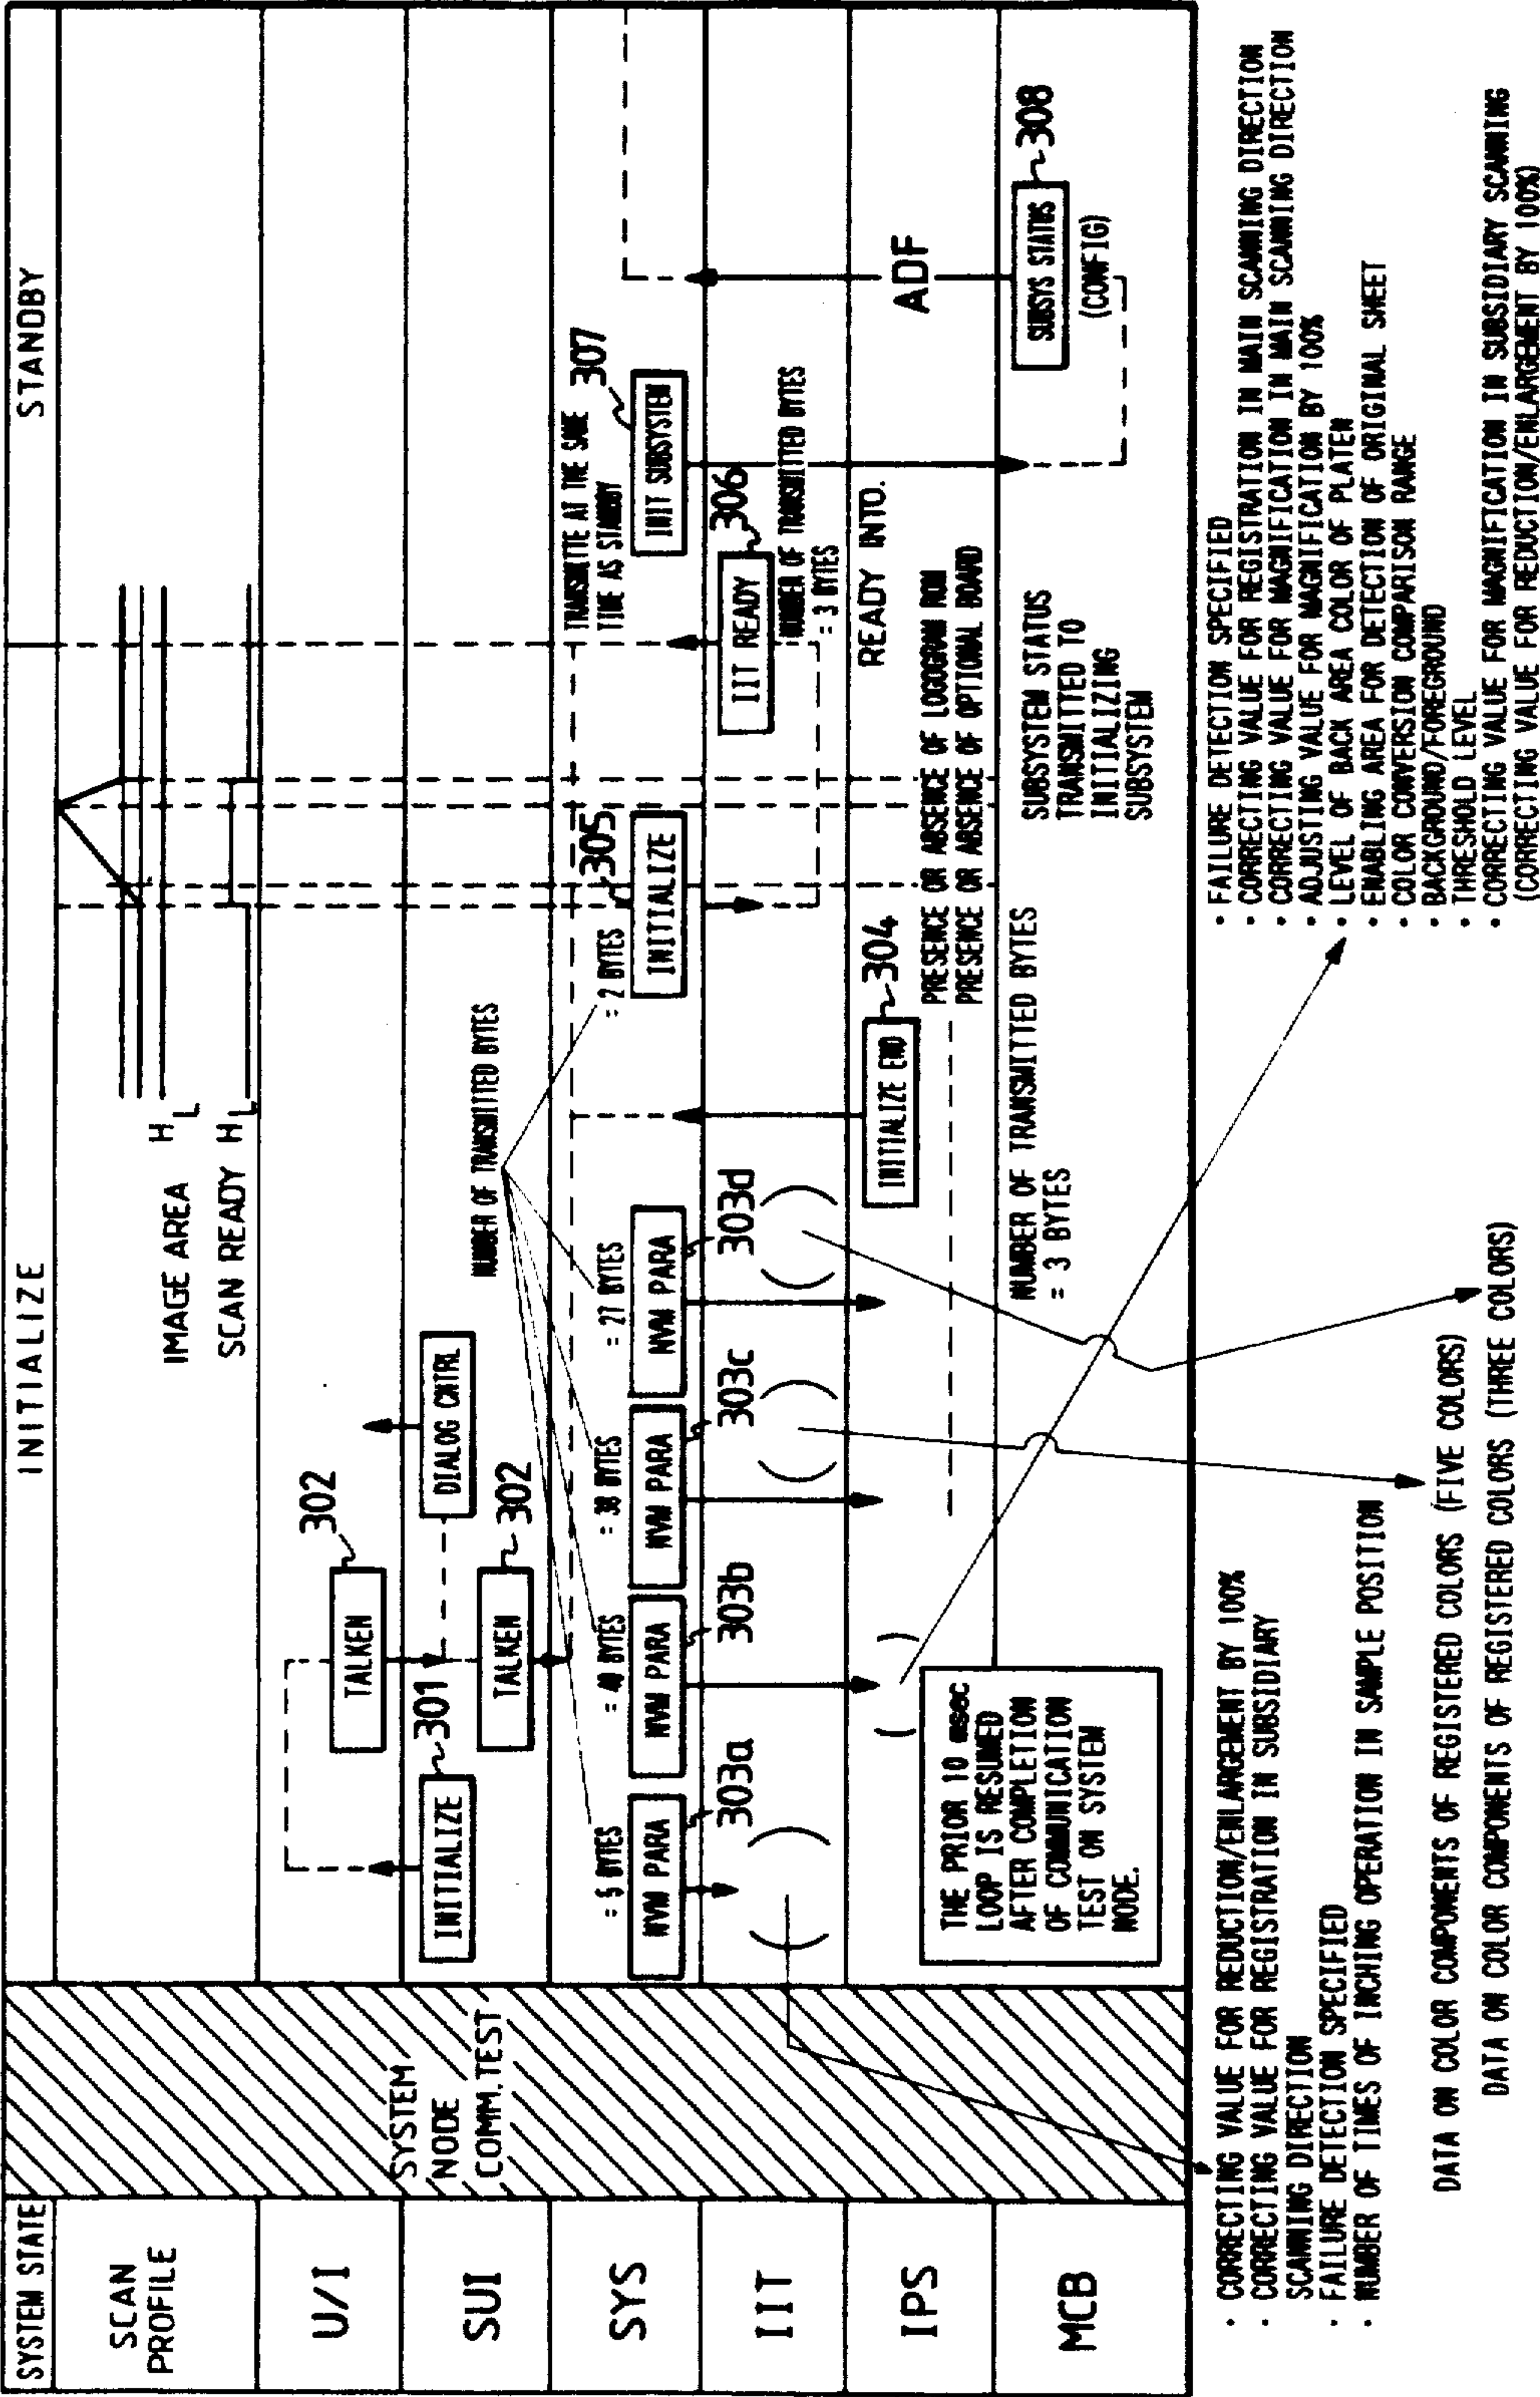 SYSTEM STATE
INITIALIZE
STANDBY
SCAN
PROFILE
IMAGE AREA H
L
SCAN READY H
L
U/I
TALKEN
302
SUI
INITIALIZE
301
TALKEN
302
DIALOG CNTRL
NUMBER OF TRANSMITTED BYTES
SYSTEM
NODE
COMM.TEST
SYS
= 5 BYTES
NVM PARA
303a
= 40 BYTES
NVM PARA
303b
= 38 BYTES
NVM PARA
303c
= 27 BYTES
NVM PARA
303d
= 2 BYTES
INITIALIZE
305
TRANSMITTE AT THE SAME
TIME AS STANDBY
INIT SUBSYSTEM
307
IIT
IIT READY
306
NUMBER OF TRANSMITTED BYTES
= 3 BYTES
IPS
INITIALIZE END
304
READY INTO.
PRESENCE OR ABSENCE OF LOGOGRAM ROM
PRESENCE OR ABSENCE OF OPTIONAL BOARD
ADF
THE PRIOR 10 msec
LOOP IS RESUMED
AFTER COMPLETION
OF COMMUNICATION
TEST ON SYSTEM
NODE.
MCB
NUMBER OF TRANSMITTED BYTES
= 3 BYTES
SUBSYSTEM STATUS
TRANSMITTED TO
INITIALIZING
SUBSYSTEM
SUBSYS STATUS
308
(CONFIG)
· CORRECTING VALUE FOR REDUCTION/ENLARGEMENT BY 100%
· CORRECTING VALUE FOR REGISTRATION IN SUBSIDIARY
SCANNING DIRECTION
· FAILURE DETECTION SPECIFIED
· NUMBER OF TIMES OF INCHING OPERATION IN SAMPLE POSITION
DATA ON COLOR COMPONENTS OF REGISTERED COLORS (FIVE COLORS)
DATA ON COLOR COMPONENTS OF REGISTERED COLORS (THREE COLORS)
· FAILURE DETECTION SPECIFIED
· CORRECTING VALUE FOR REGISTRATION IN MAIN SCANNING DIRECTION
· CORRECTING VALUE FOR MAGNIFICATION IN MAIN SCANNING DIRECTION
· ADJUSTING VALUE FOR MAGNIFICATION BY 100%
· LEVEL OF BACK AREA COLOR OF PLATEN
· ENABLING AREA FOR DETECTION OF ORIGINAL SHEET
· COLOR CONVERSION COMPARISON RANGE
· BACKGROUND/FOREGROUND
· THRESHOLD LEVEL
· CORRECTING VALUE FOR MAGNIFICATION IN SUBSIDIARY SCANNING
(CORRECTING VALUE FOR REDUCTION/ENLARGEMENT BY 100%)